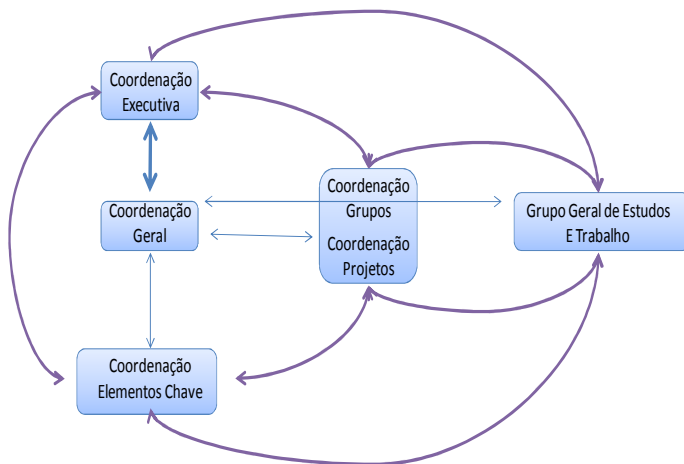 Coordenação
Executiva
Coordenação
Grupos
Coordenação
Projetos
Coordenação
Geral
Grupo Geral de Estudos
E Trabalho
Coordenação
Elementos Chave